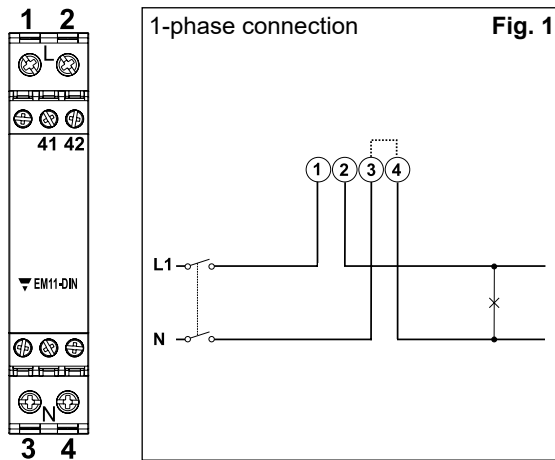 1 2
L
41 42
EM11-DIN
N
3 4
1-phase connection Fig. 1
1 2 3 4
L1
N